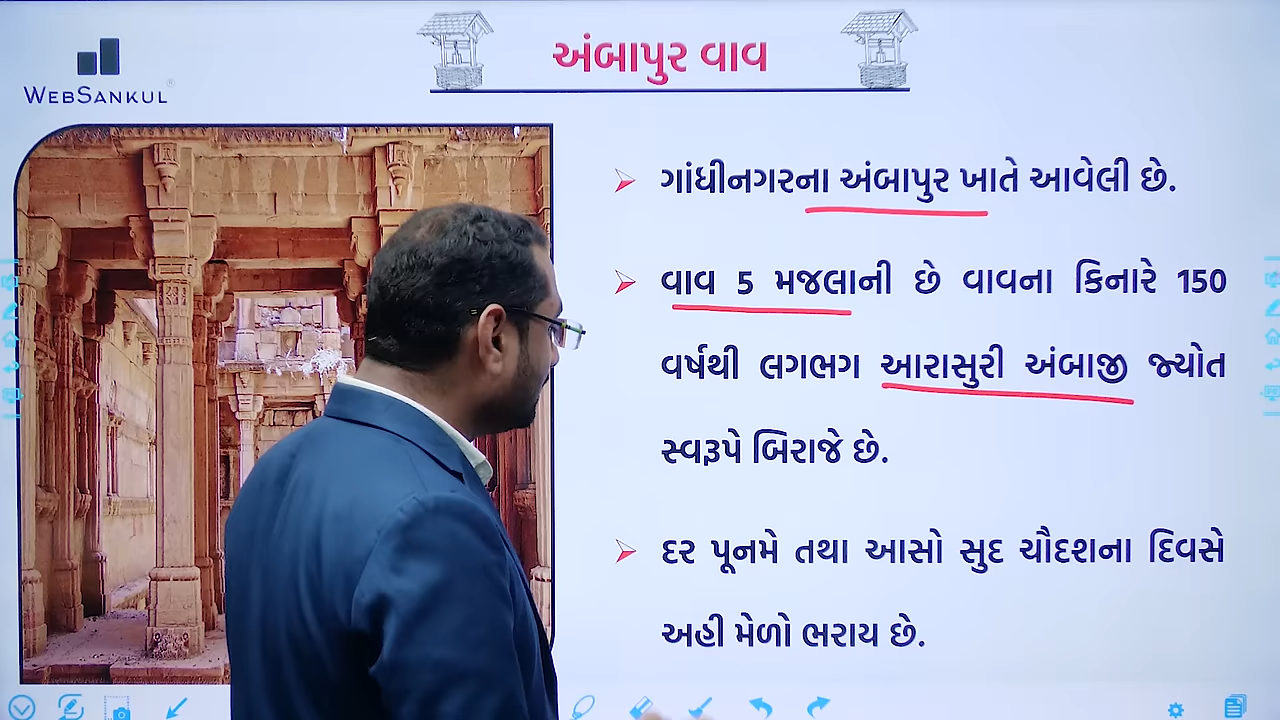 અંબાપુર વાવ
WEBSANKUL
ગાંધીનગરના અંબાપુર ખાતે આવેલી છે.
વાવ 5 મજલાની છે વાવના કિનારે 150
વર્ષથી લગભગ આરાસુરી અંબાજી જ્યોત
સ્વરૂપે બિરાજે છે.
દર પૂનમે તથા આસો સુદ ચૌદશના દિવસે
અહી મેળો ભરાય છે.